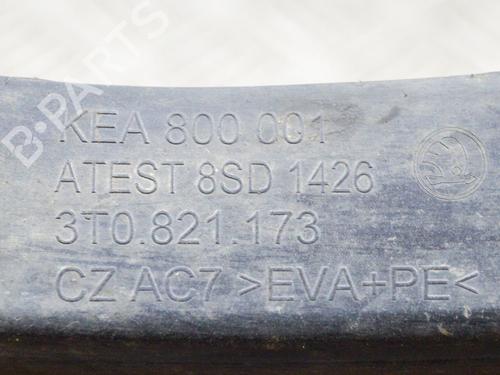 B-PARTS
KEA 800 001
ATEST 8SD 1426
3T0.821.173
CZ AC7 >EVA+PE<